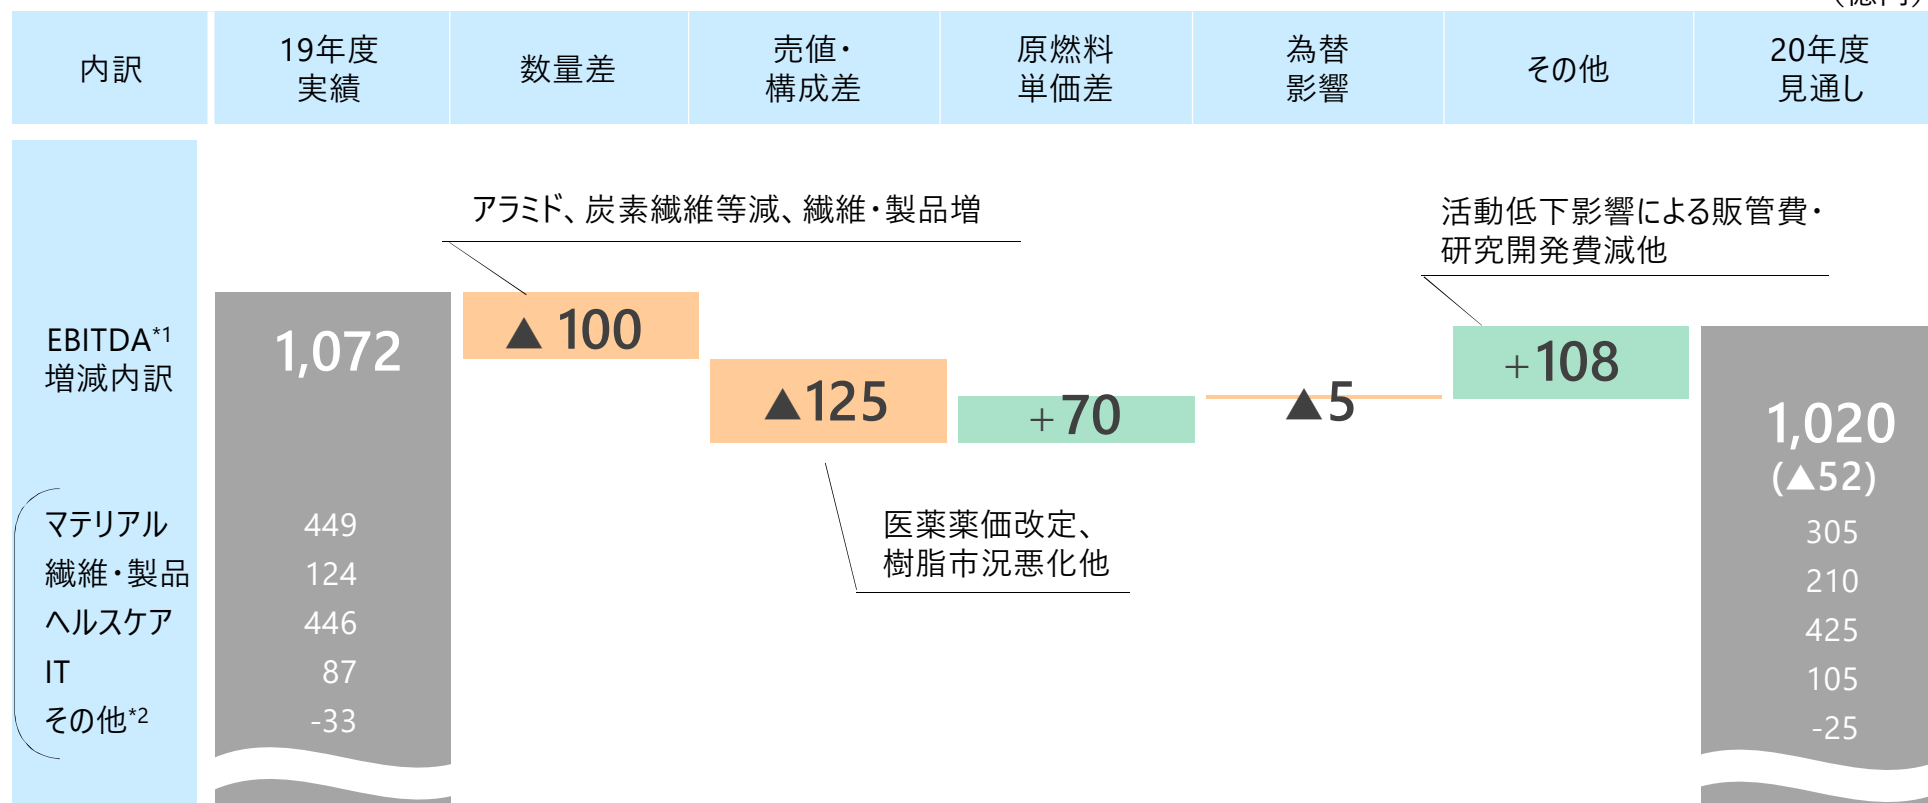 内訳
19年度
実績
数量差
売値・
構成差
原燃料
単価差
為替
影響
その他
20年度
見通し
アラミド、炭素繊維等減、繊維・製品増
活動低下影響による販管費・
研究開発費減他
EBITDA*1
増減内訳
1,072
▲ 100
▲125
+70
▲5
+108
1,020
(▲52)
医薬薬価改定、
樹脂市況悪化他
マテリアル 449 305
繊維・製品 124 210
ヘルスケア 446 425
IT 87 105
その他*2 -33 -25